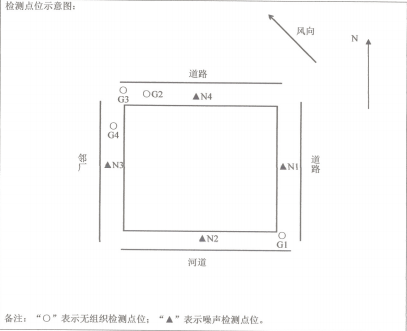 检测点位示意图：
风向
N
道路
G3
○G2
▲N4
G4
邻厂
▲N3
▲N1
道路
▲N2
G1
河道
备注："○"表示无组织检测点位；"▲"表示噪声检测点位。